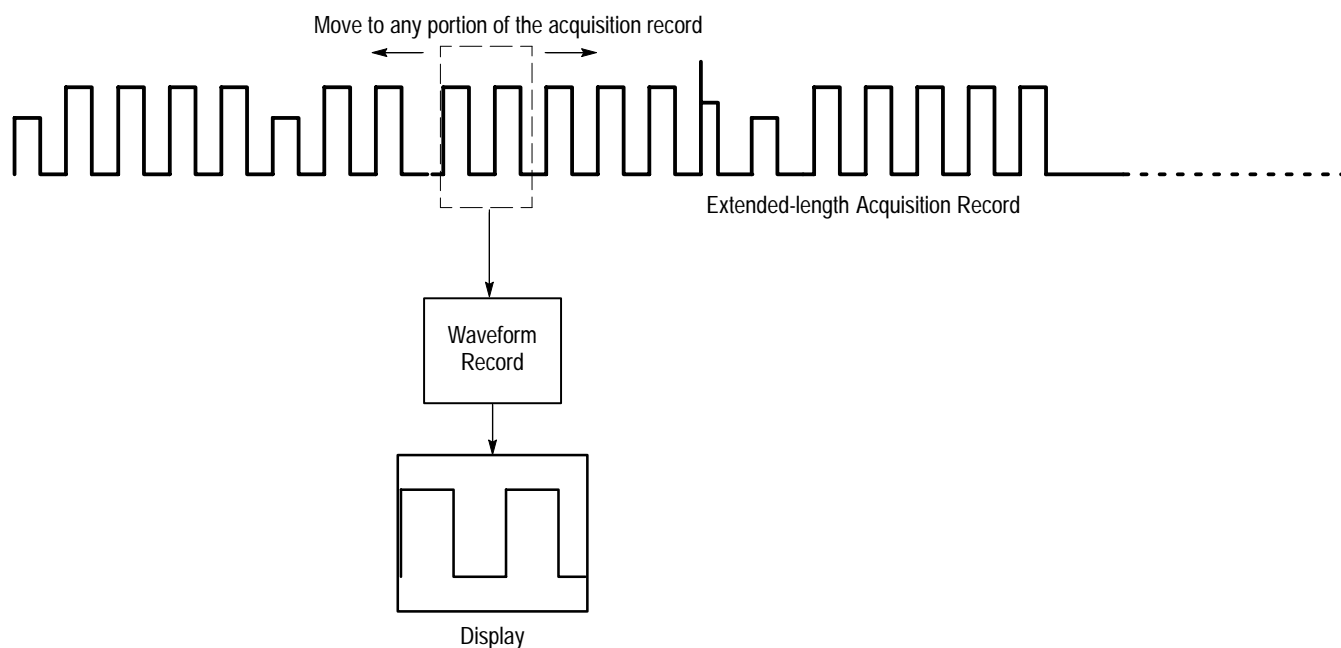 Move to any portion of the acquisition record
Extended-length Acquisition Record
Waveform
Record
Display